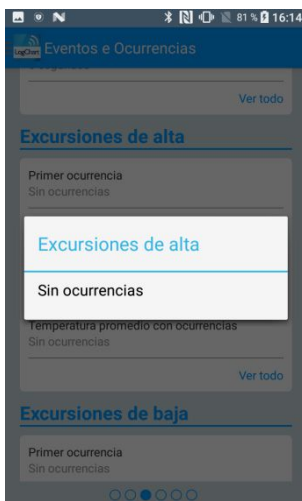 81 % 16:14
LogChart Eventos e Ocurrencias
Ver todo
Excursiones de alta
Primer ocurrencia
Sin ocurrencias
Excursiones de alta
Sin ocurrencias
Temperatura promedio con ocurrencias
Sin ocurrencias
Ver todo
Excursiones de baja
Primer ocurrencia
Sin ocurrencias